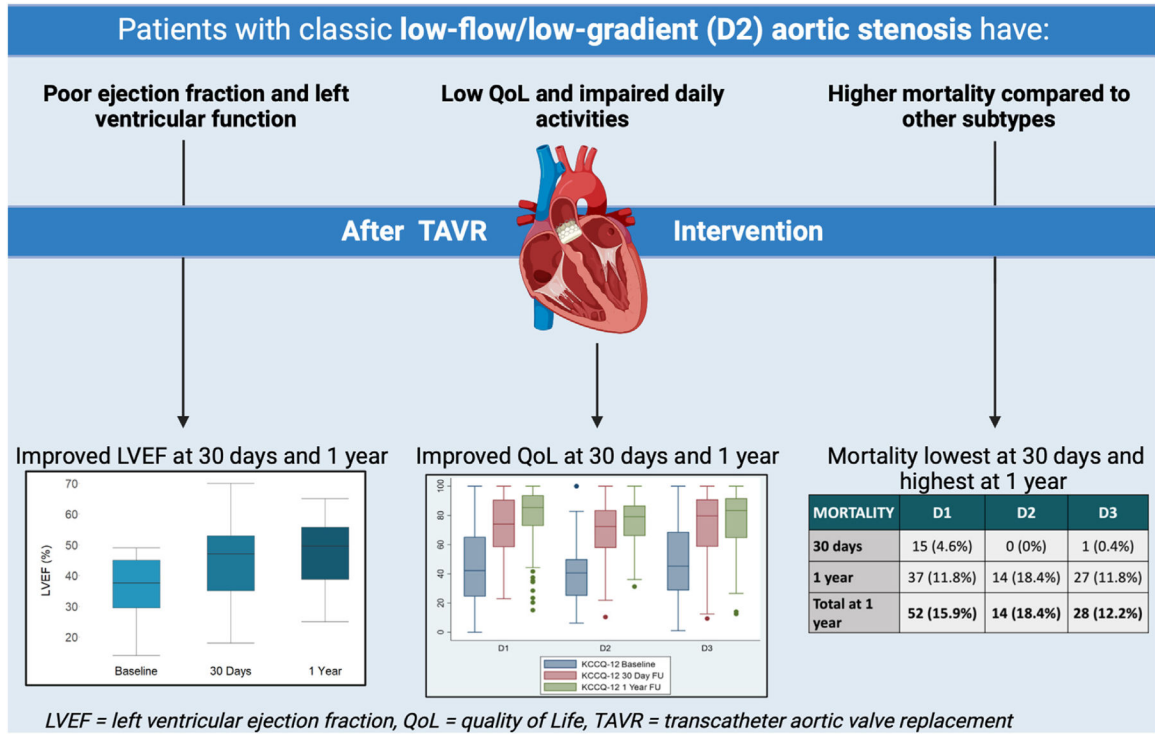 Patients with classic low-flow/low-gradient (D2) aortic stenosis have:
Poor ejection fraction and left
ventricular function
Low QoL and impaired daily
activities
Higher mortality compared to
other subtypes
After TAVR Intervention
Improved LVEF at 30 days and 1 year
70
60
50
40
30
20
LVEF (%)
Baseline 30 Days 1 Year
Improved QoL at 30 days and 1 year
100
80
60
40
20
0
100
80
60
40
20
0
D1 D2 D3
KCCQ-12 Baseline
KCCQ-12 30 Day FU
KCCQ-12 1 Year FU
Mortality lowest at 30 days and
highest at 1 year
MORTALITY D1 D2 D3
30 days 15 (4.6%) 0 (0%) 1 (0.4%)
1 year 37 (11.8%) 14 (18.4%) 27 (11.8%)
Total at 1
year 52 (15.9%) 14 (18.4%) 28 (12.2%)
LVEF = left ventricular ejection fraction, QoL = quality of Life, TAVR = transcatheter aortic valve replacement